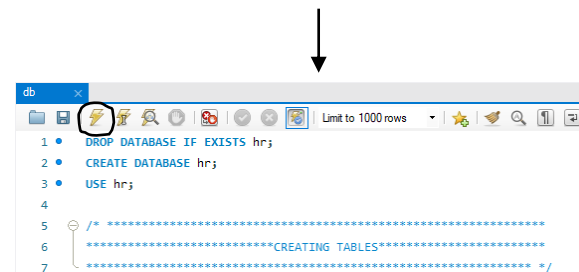 db ×
Limit to 1000 rows
1 DROP DATABASE IF EXISTS hr;
2 CREATE DATABASE hr;
3 USE hr;
4
5 /* ***************************************************************
6 ***************************CREATING TABLES************************
7 **************************************************************** */